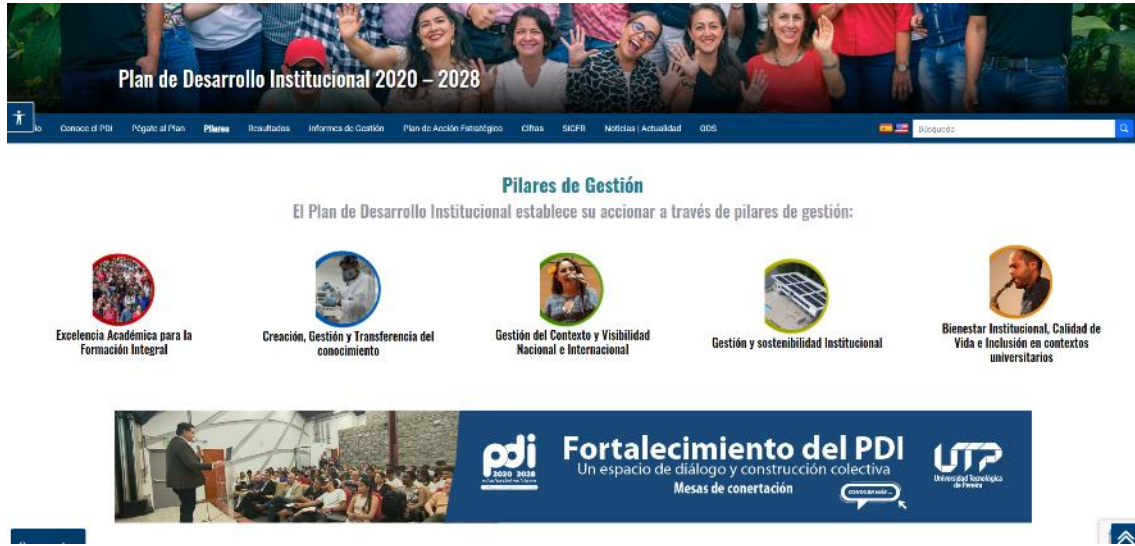 Plan de Desarrollo Institucional 2020 – 2028
io Conoce el PDI Pégate al Plan Pilares Resultados Informes de Gestión Plan de Acción Estratégico Cifras SIGER Noticias | Actualidad ODS Búsqueda
Pilares de Gestión
El Plan de Desarrollo Institucional establece su accionar a través de pilares de gestión:
Excelencia Académica para la
Formación Integral
Creación, Gestión y Transferencia del
conocimiento
Gestión del Contexto y Visibilidad
Nacional e Internacional
Gestión y sostenibilidad Institucional
Bienestar Institucional, Calidad de
Vida e Inclusión en contextos
universitarios
pdi
2020 2028
Fortalecimiento del PDI
Un espacio de diálogo y construcción colectiva
Mesas de conertación
CONOCER MÁS ...
UTP
Universidad Tecnológica
de Pereira